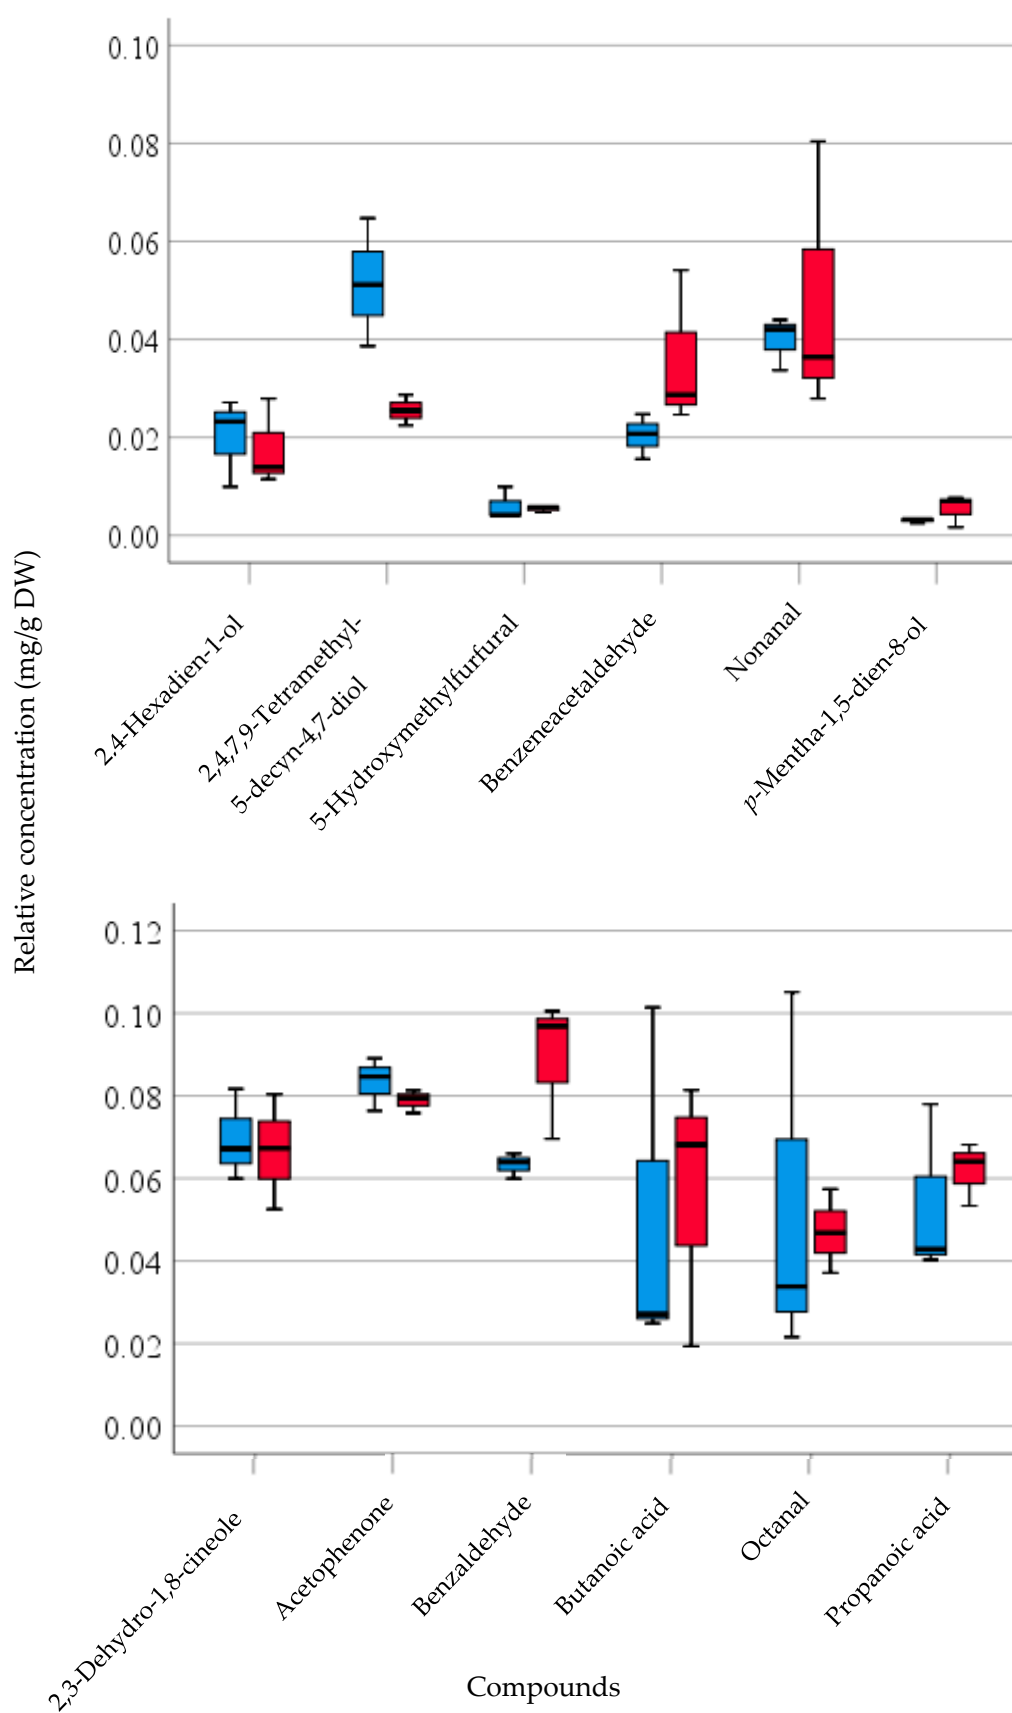 0.10
0.08
0.06
0.04
0.02
0.00
2.4-Hexadien-1-ol
2,4,7,9-Tetramethyl-
5-decyn-4,7-diol
5-Hydroxymethylfurfural
Benzeneacetaldehyde
Nonanal
p-Mentha-1,5-dien-8-ol
Relative concentration (mg/g DW)
0.12
0.10
0.08
0.06
0.04
0.02
0.00
2,3-Dehydro-1,8-cineole
Acetophenone
Benzaldehyde
Butanoic acid
Octanal
Propanoic acid
Compounds